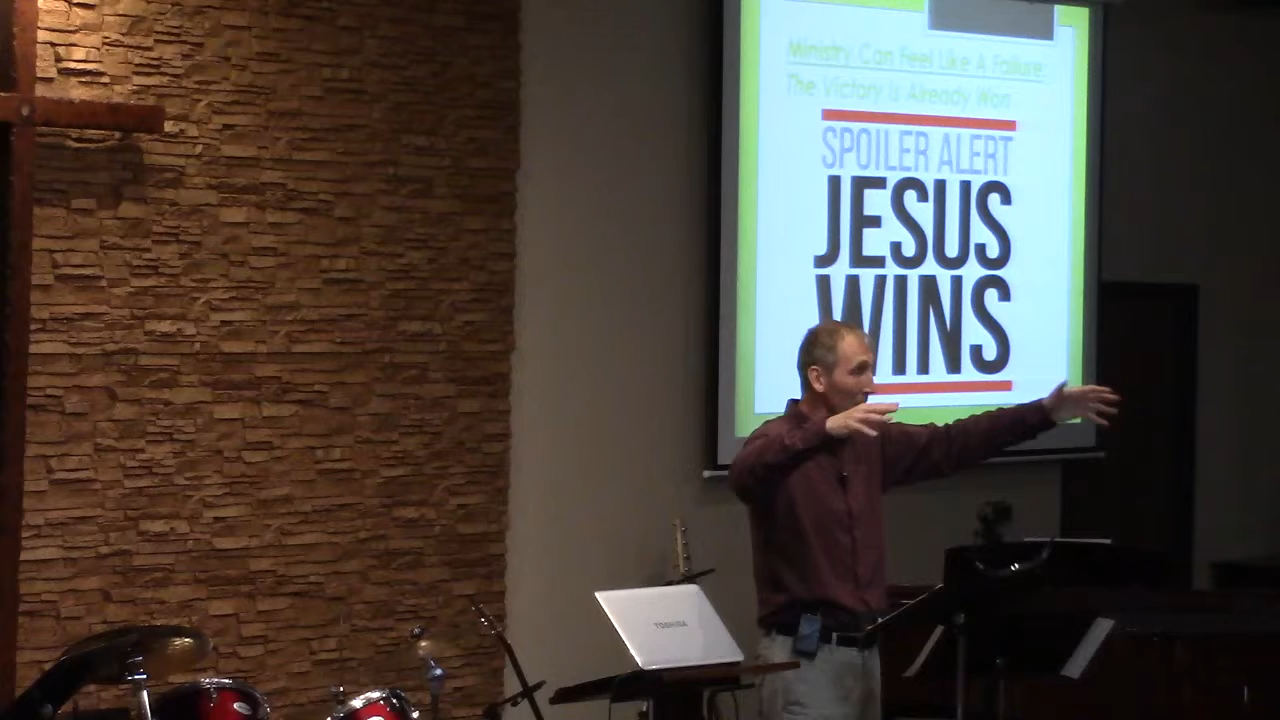 Ministry Can Feel Like A Failure:
The Victory is Already Won
SPOILER ALERT
JESUS
WINS
TOSHIBA